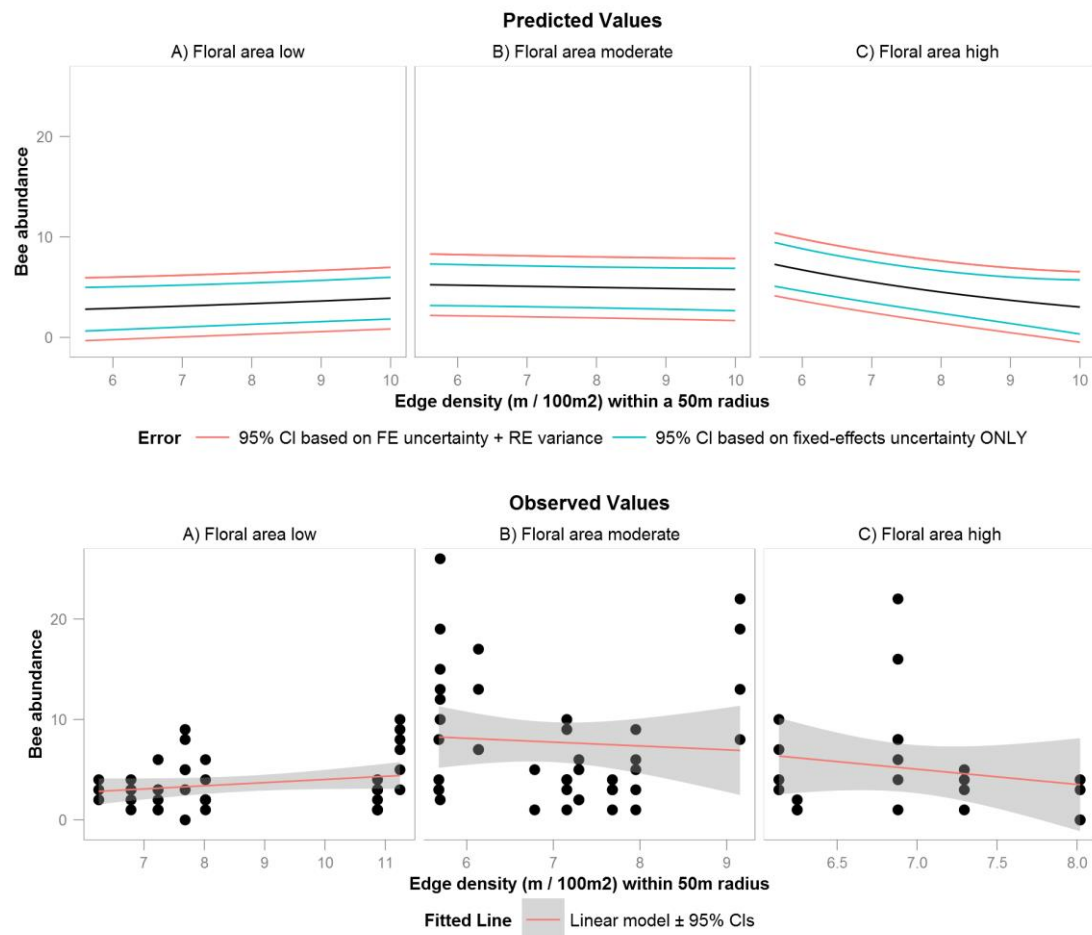 Predicted Values
A) Floral area low B) Floral area moderate C) Floral area high
Bee abundance
20
10
0
6 7 8 9 10 6 7 8 9 10 6 7 8 9 10
Edge density (m / 100m2) within a 50m radius
Error 95% CI based on FE uncertainty + RE variance 95% CI based on fixed-effects uncertainty ONLY
Observed Values
A) Floral area low B) Floral area moderate C) Floral area high
Bee abundance
20
10
0
7 8 9 10 11 6 7 8 9 6.5 7.0 7.5 8.0
Edge density (m / 100m2) within 50m radius
Fitted Line Linear model ± 95% CIs